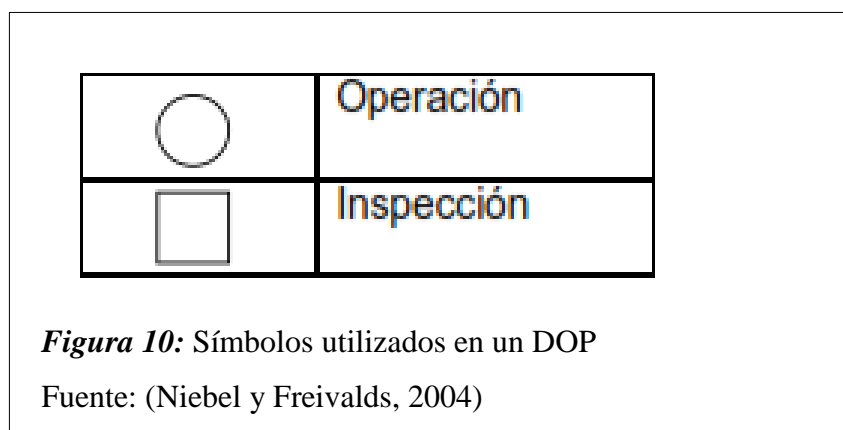 Operación
Inspección
Figura 10: Símbolos utilizados en un DOP
Fuente: (Niebel y Freivalds, 2004)